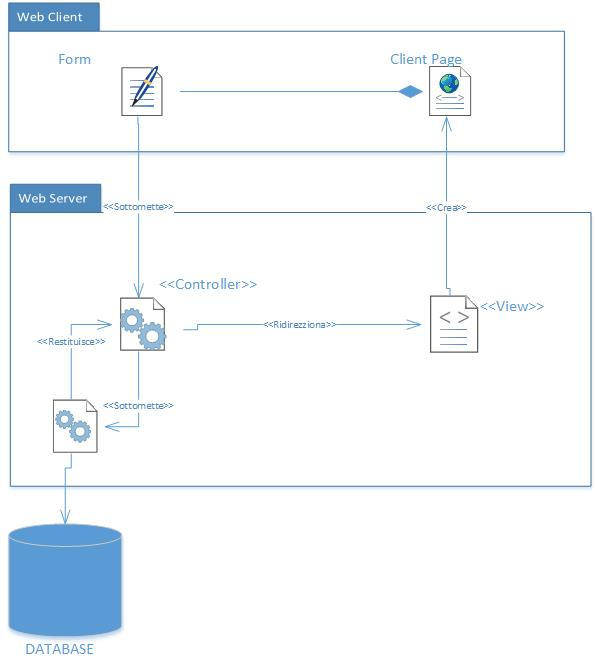 Web Client
Form
Client Page
Web Server
<<Sottomette>>
<<Crea>>
<<Controller>>
<<View>>
<<Ridirezziona>>
<<Restituisce>>
<<Sottomette>>
DATABASE